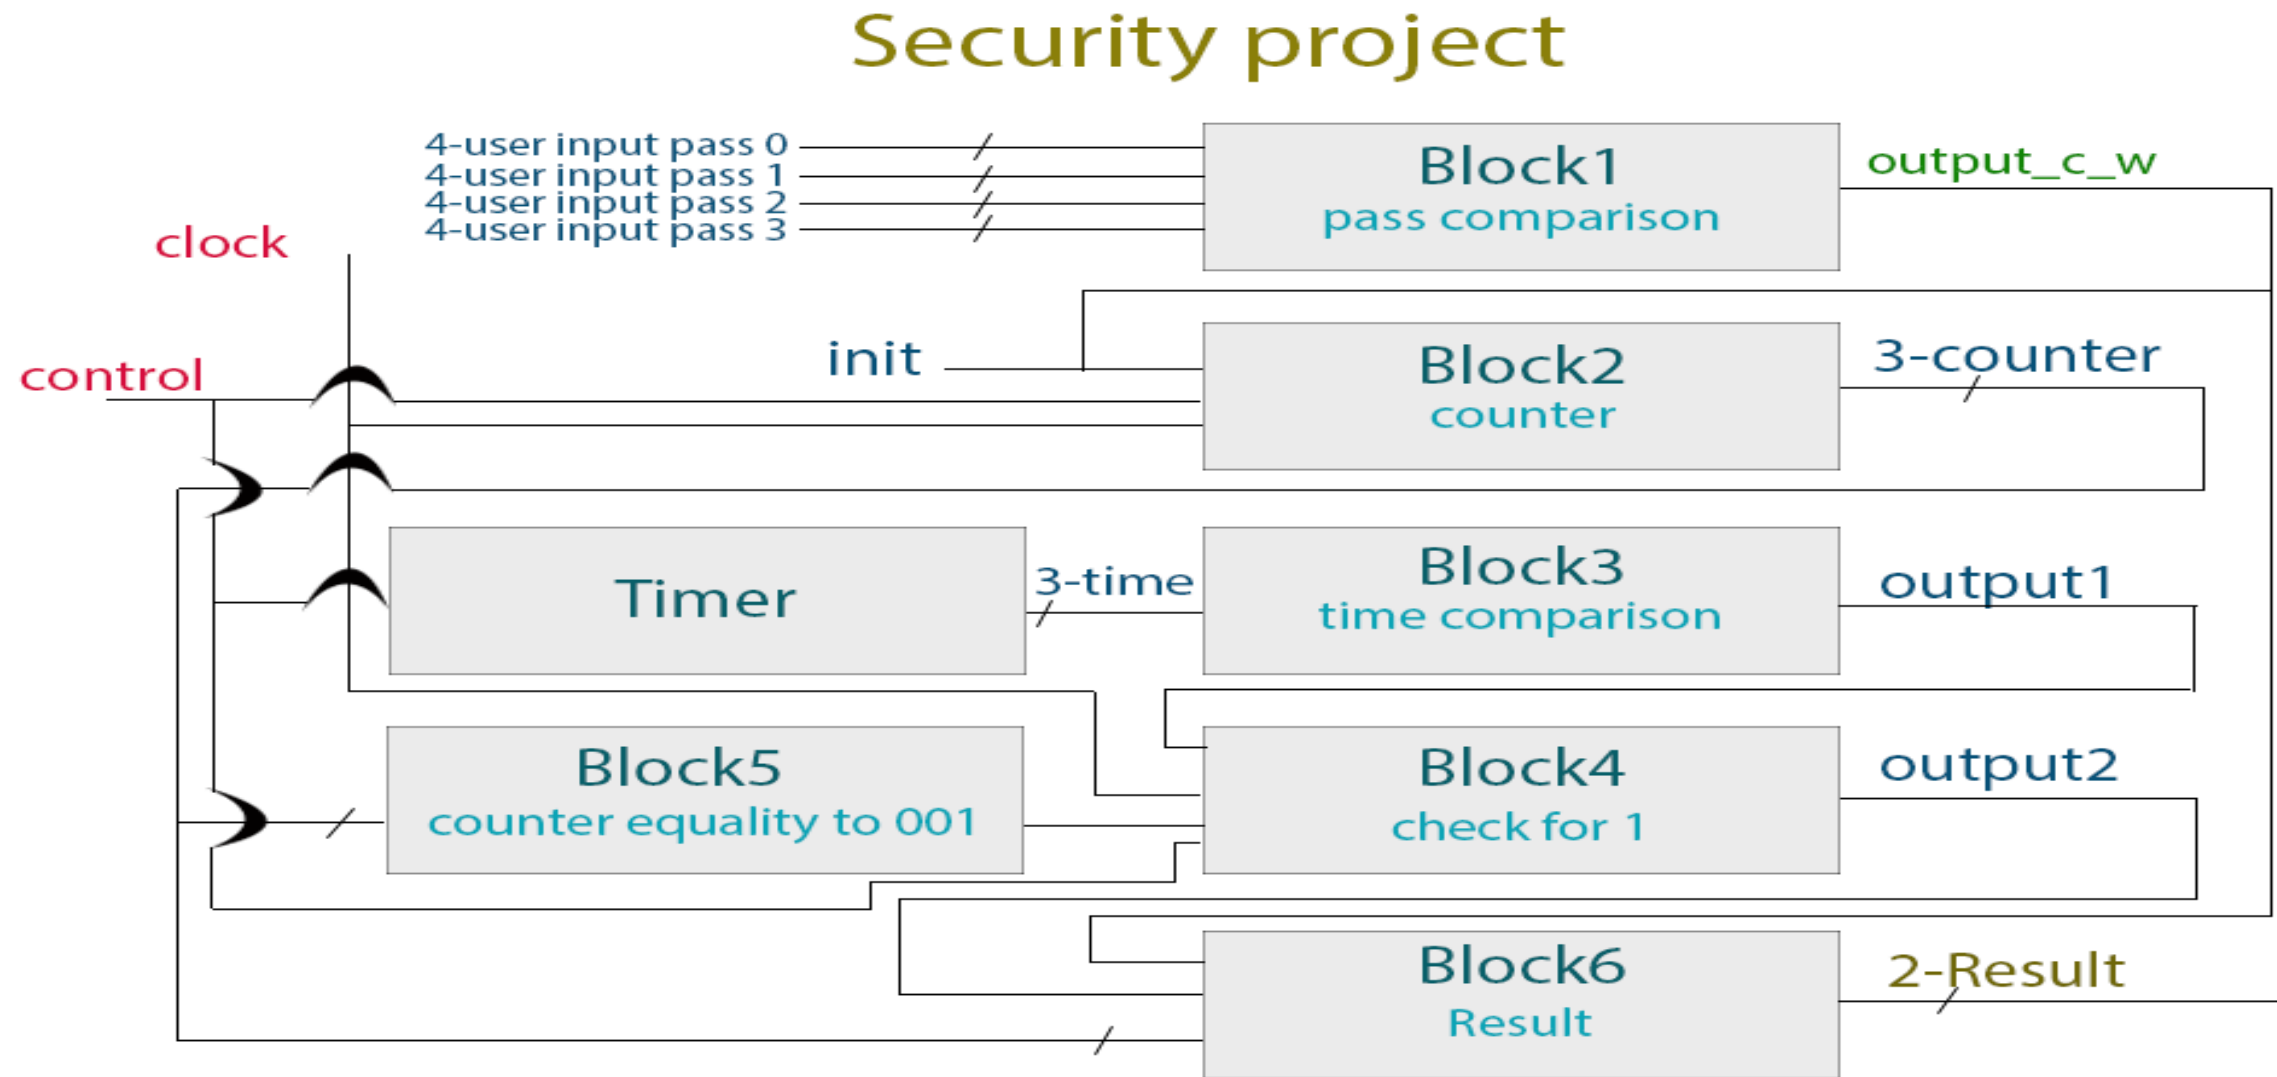 Security project
4-user input pass 0
4-user input pass 1
4-user input pass 2
4-user input pass 3
Block1
pass comparison
output_c_w
clock
control
init
Block2
counter
3-counter
Timer
3-time
Block3
time comparison
output1
Block5
counter equality to 001
Block4
check for 1
output2
Block6
Result
2-Result